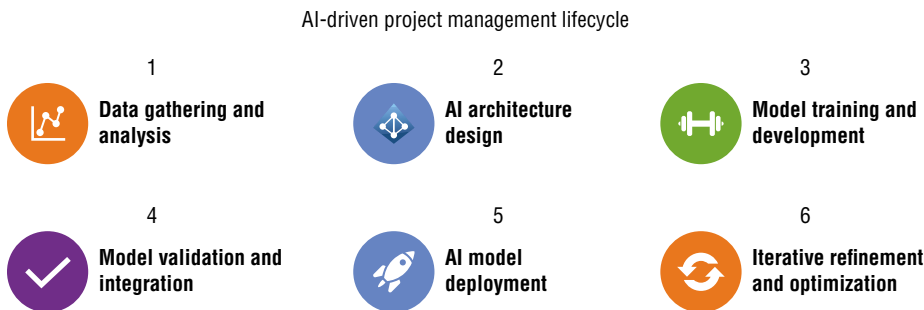 AI-driven project management lifecycle
1
Data gathering and
analysis
2
AI architecture
design
3
Model training and
development
4
Model validation and
integration
5
AI model
deployment
6
Iterative refinement
and optimization